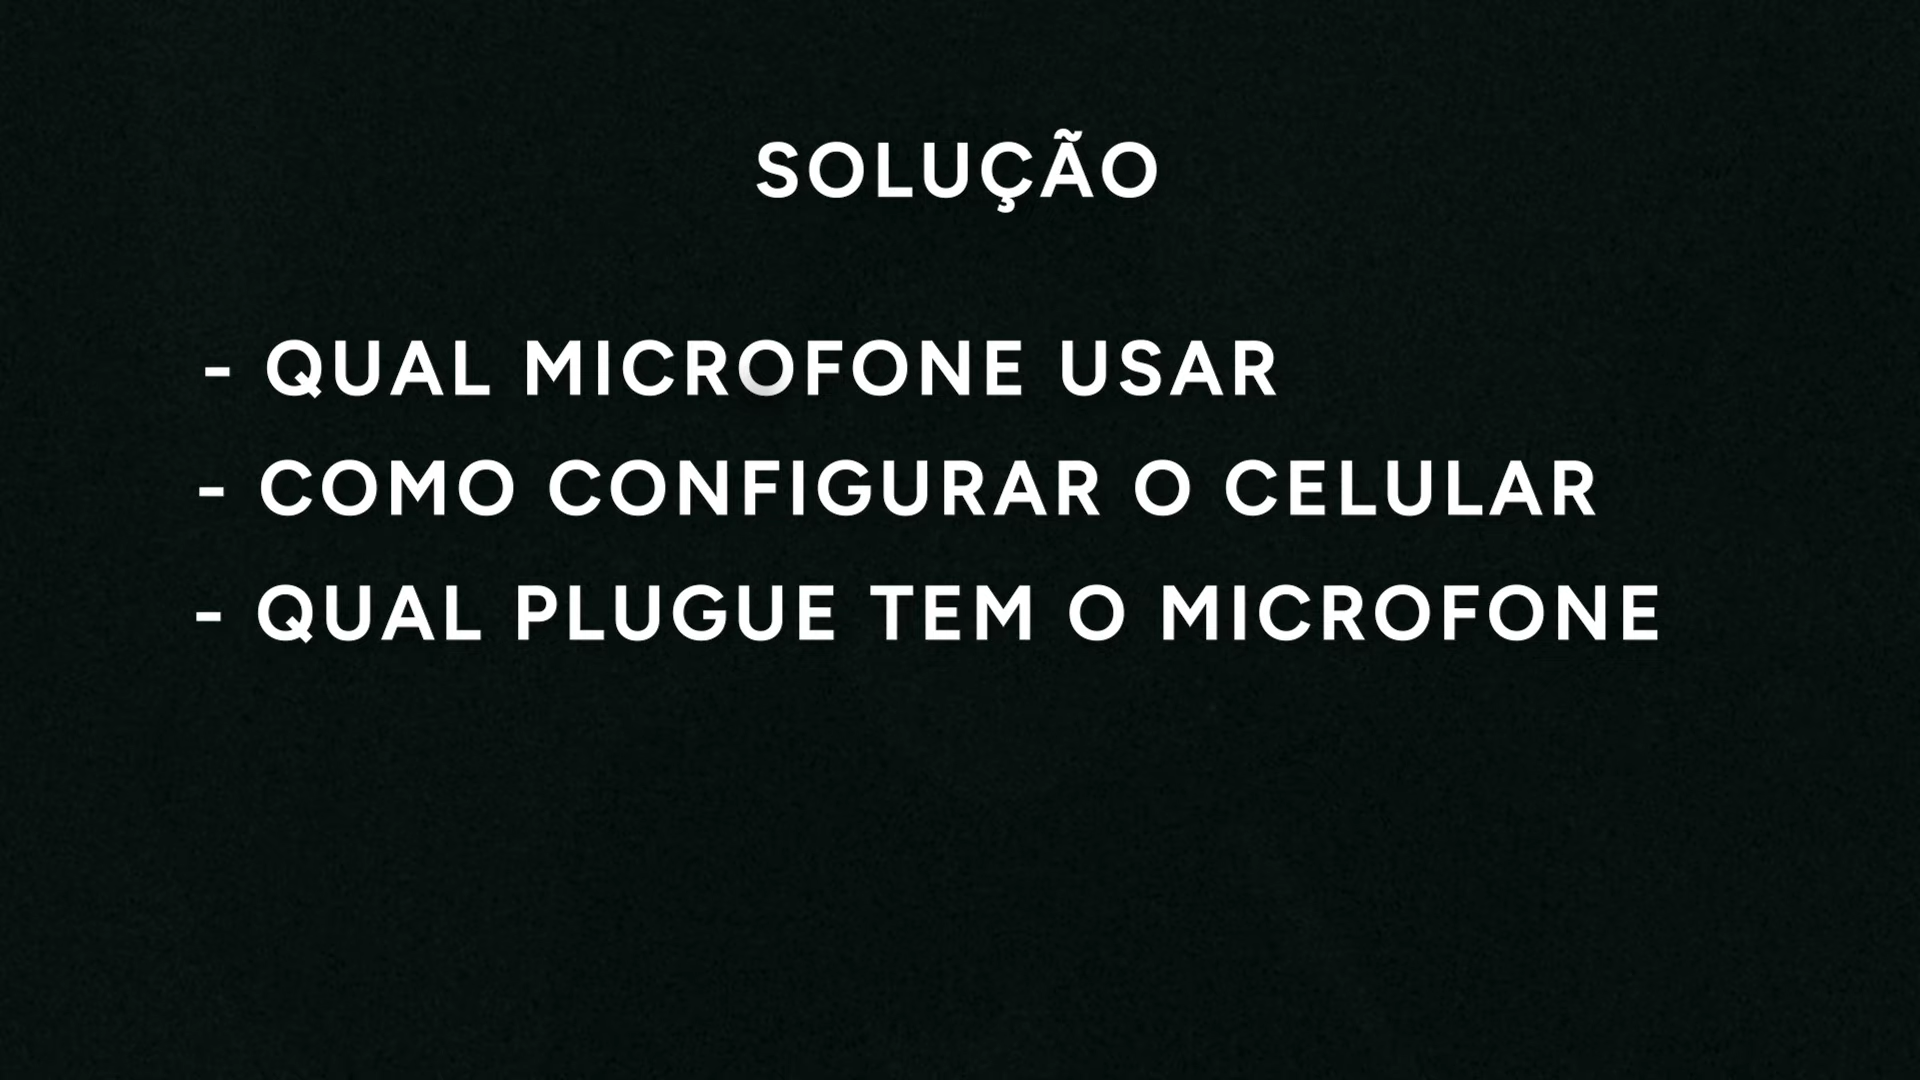 SOLUÇÃO
- QUAL MICROFONE USAR
- COMO CONFIGURAR O CELULAR
- QUAL PLUGUE TEM O MICROFONE